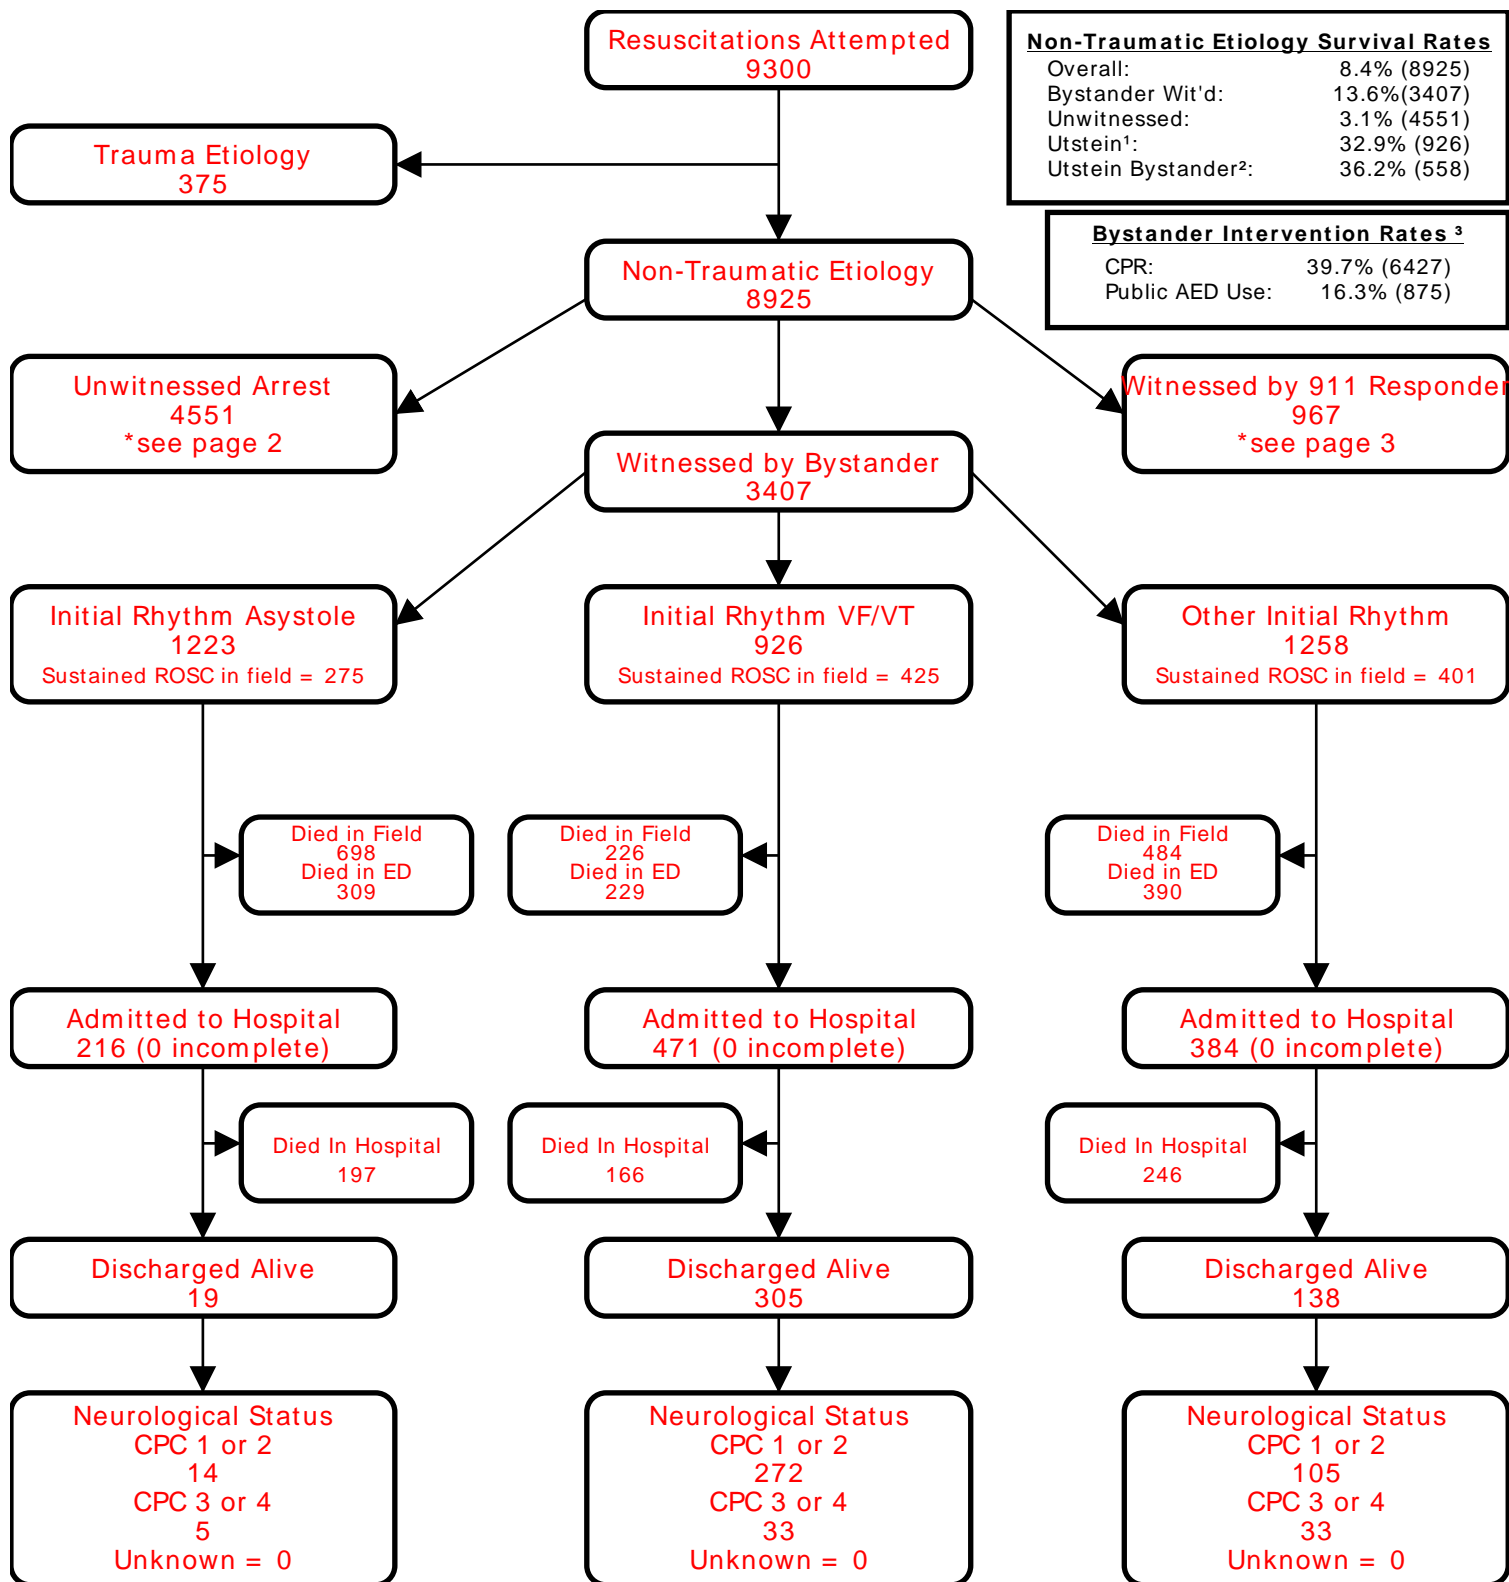 Resuscitations Attempted
9300
Non-Traumatic Etiology Survival Rates
Overall: 8.4% (8925)
Bystander Wit'd: 13.6%(3407)
Unwitnessed: 3.1% (4551)
Utstein¹: 32.9% (926)
Utstein Bystander²: 36.2% (558)
Trauma Etiology
375
Bystander Intervention Rates ³
CPR: 39.7% (6427)
Public AED Use: 16.3% (875)
Non-Traumatic Etiology
8925
Unwitnessed Arrest
4551
*see page 2
Witnessed by Bystander
3407
Witnessed by 911 Responder
967
*see page 3
Initial Rhythm Asystole
1223
Sustained ROSC in field = 275
Initial Rhythm VF/VT
926
Sustained ROSC in field = 425
Other Initial Rhythm
1258
Sustained ROSC in field = 401
Died in Field
698
Died in ED
309
Died in Field
226
Died in ED
229
Died in Field
484
Died in ED
390
Admitted to Hospital
216 (0 incomplete)
Admitted to Hospital
471 (0 incomplete)
Admitted to Hospital
384 (0 incomplete)
Died In Hospital
197
Died In Hospital
166
Died In Hospital
246
Discharged Alive
19
Discharged Alive
305
Discharged Alive
138
Neurological Status
CPC 1 or 2
14
CPC 3 or 4
5
Unknown = 0
Neurological Status
CPC 1 or 2
272
CPC 3 or 4
33
Unknown = 0
Neurological Status
CPC 1 or 2
105
CPC 3 or 4
33
Unknown = 0